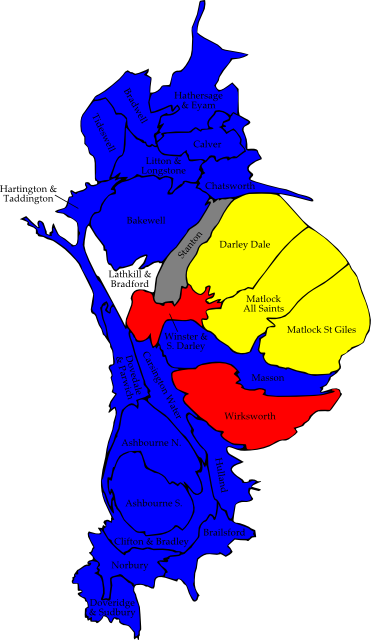 Hathersage
& Eyam
Bradwell
Tideswell
Calver
Litton &
Longstone
Chatsworth
Hartington &
Taddington
Bakewell
Stanton
Darley Dale
Lathkill &
Bradford
Matlock
All Saints
Matlock St Giles
Winster &
S. Darley
Dovedale
& Parwich
Carsington Water
Masson
Wirksworth
Ashbourne N
Hulland
Ashbourne S
Brailsford
Clifton & Bradley
Norbury
Doveridge
& Sudbury